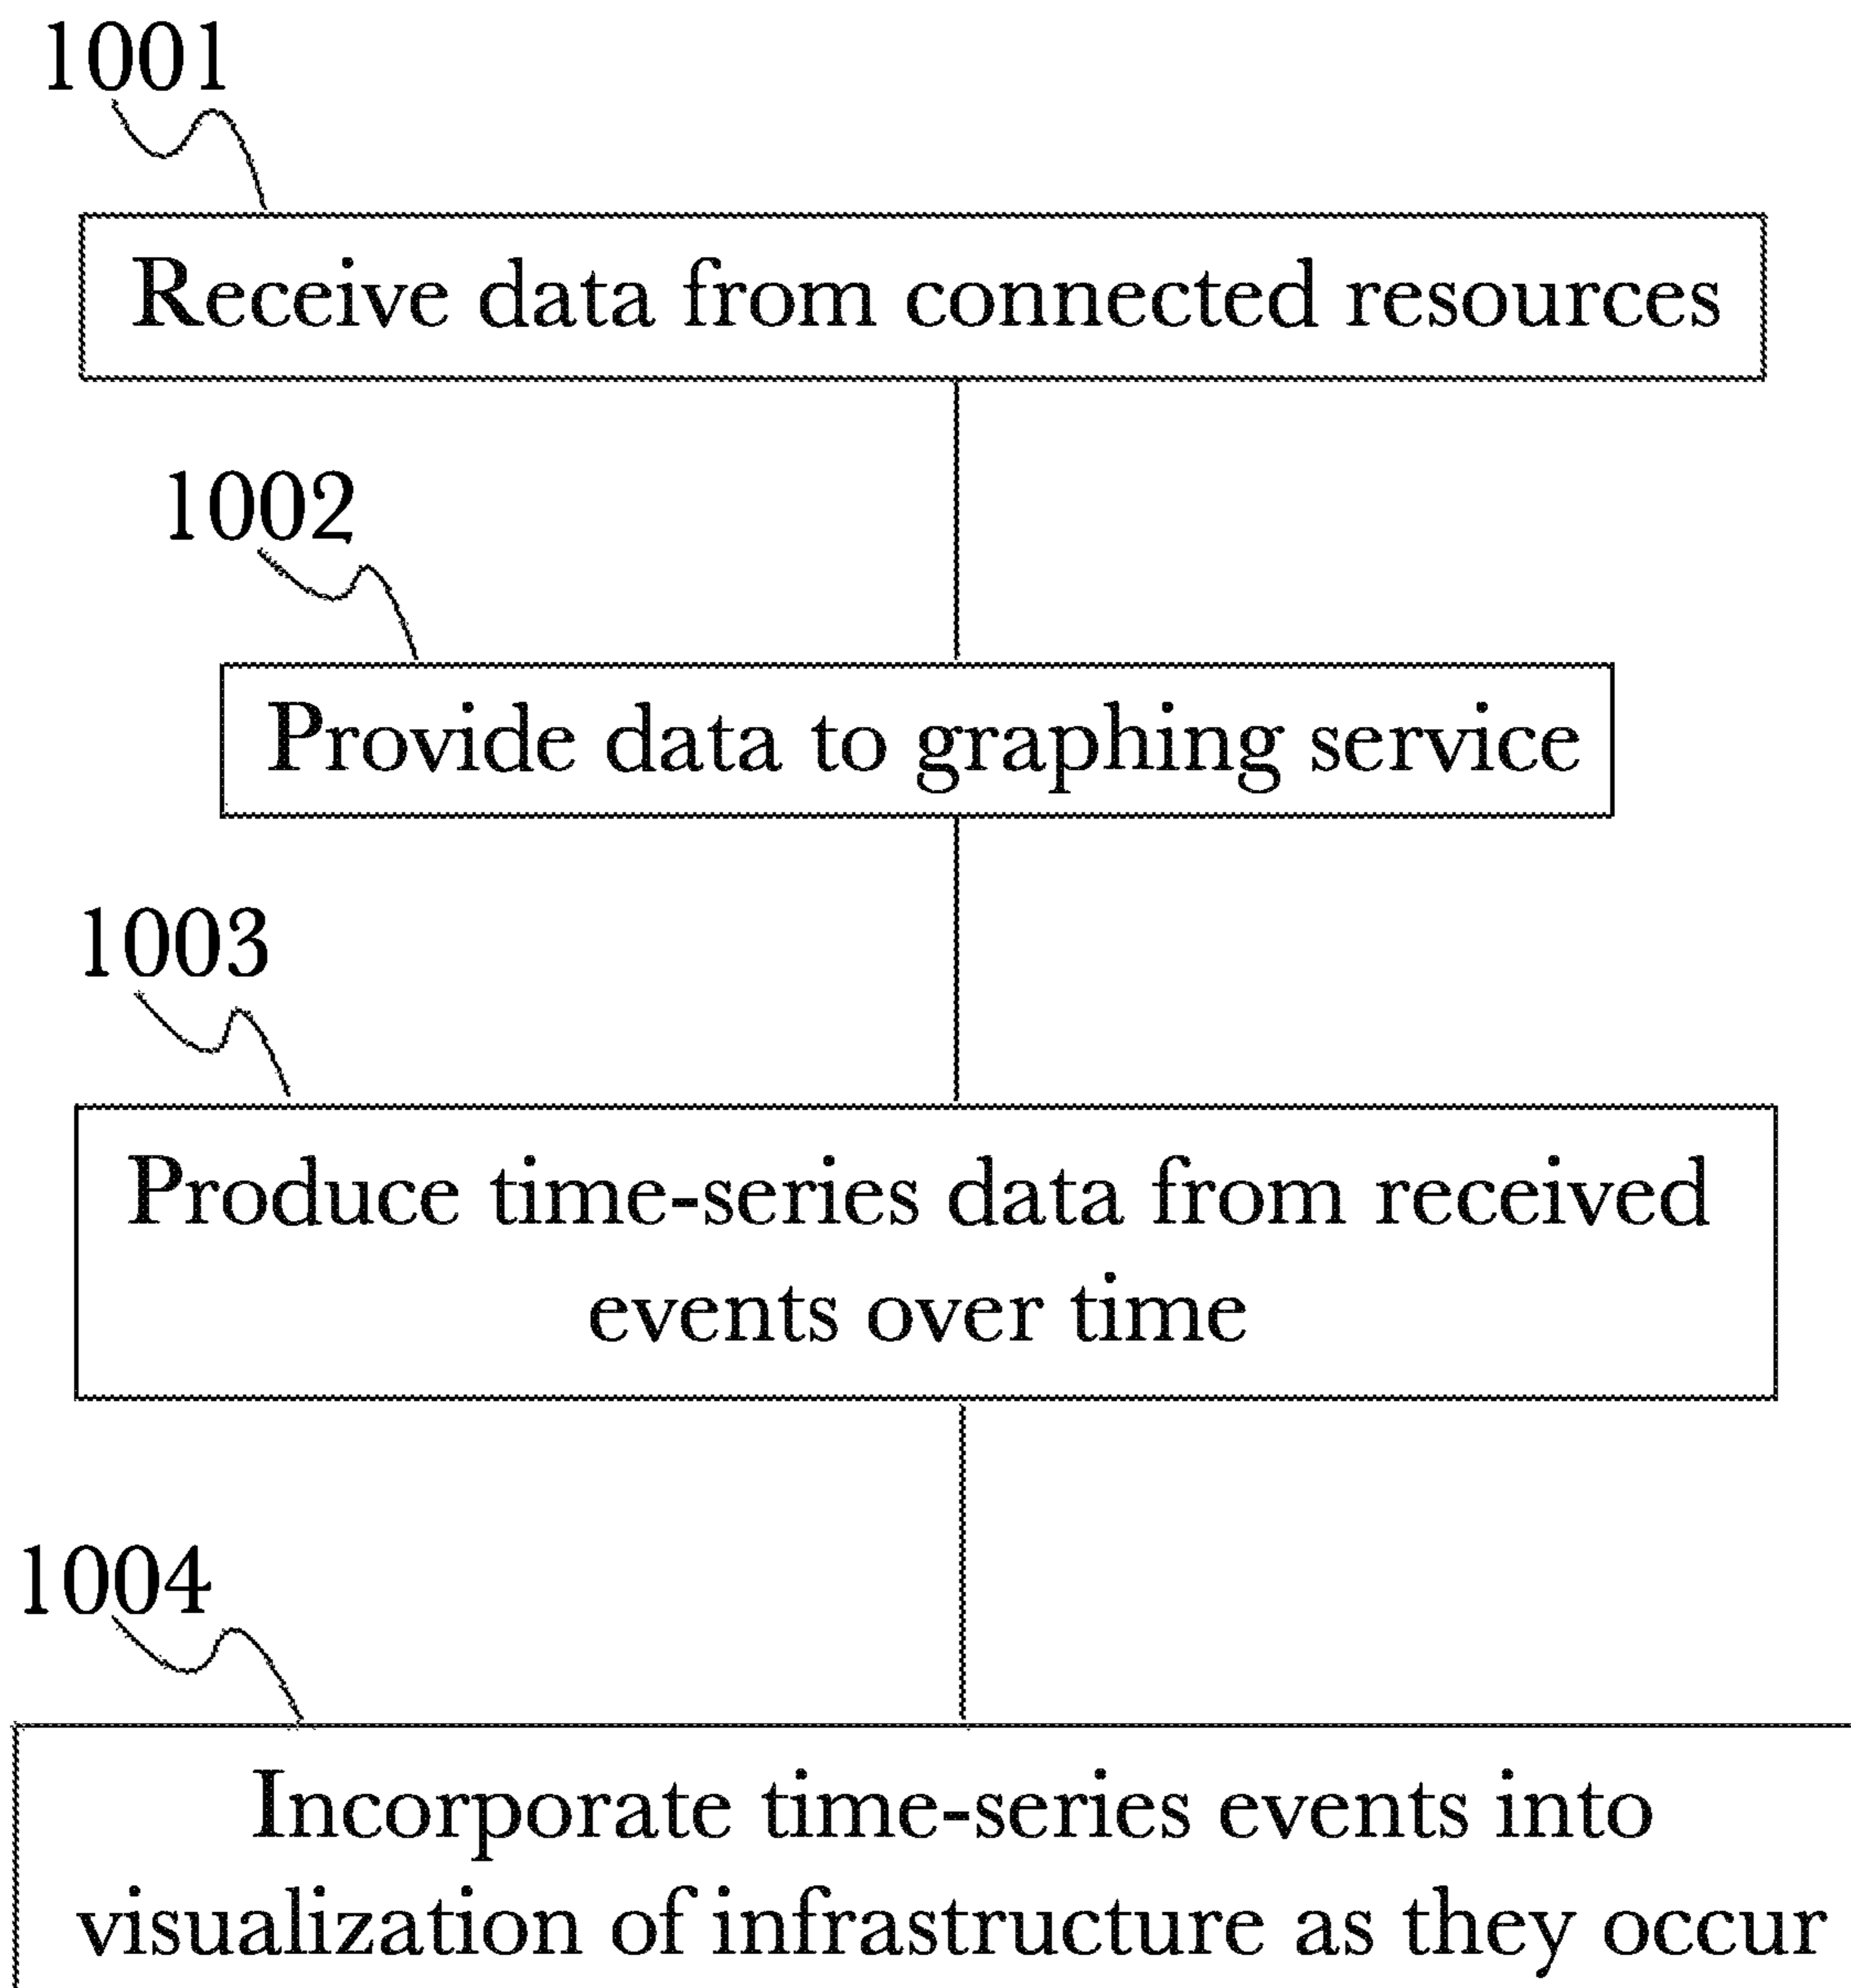 1001
Receive data from connected resources
1002
Provide data to graphing service
1003
Produce time-series data from received
events over time
1004
Incorporate time-series events into
visualization of infrastructure as they occur